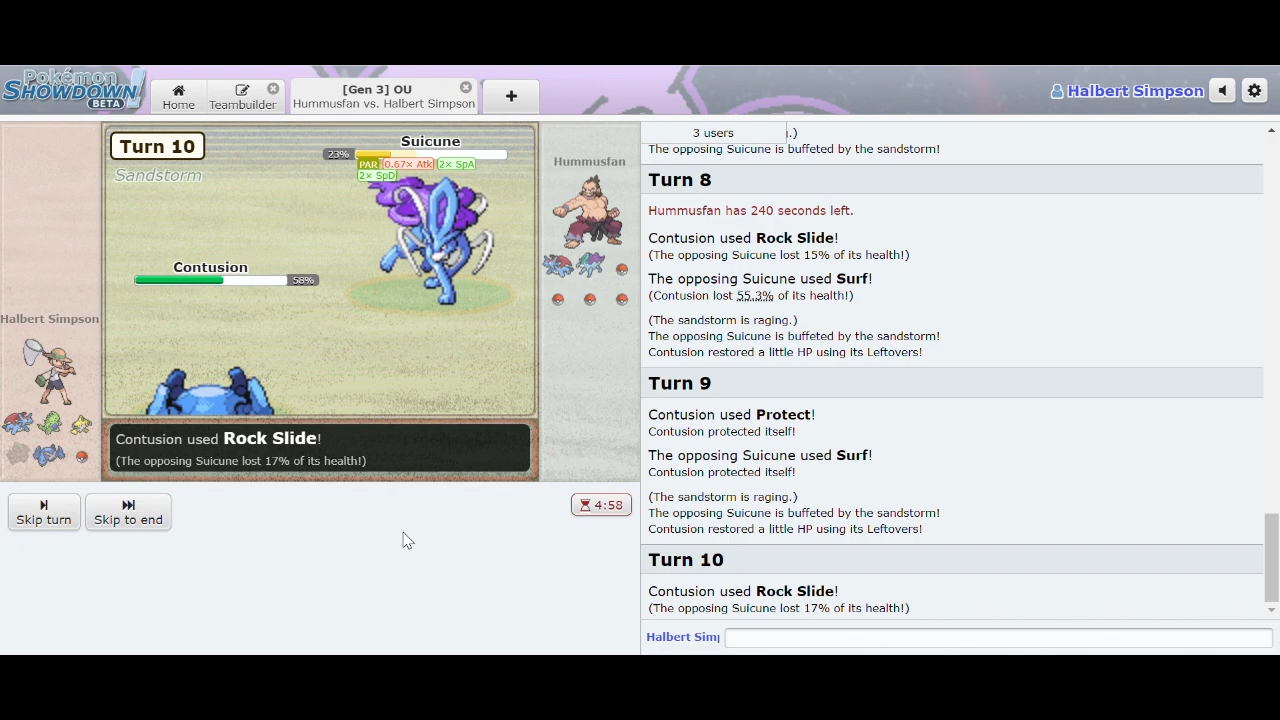 Pokémon
SHOWDOWN!
BETA
Home
Teambuilder
[Gen 3] OU
Hummusfan vs. Halbert Simpson
+
Halbert Simpson
Turn 10
Sandstorm
Suicune
23%
PAR 0.67× Atk 2× SpA
2× SpD
Contusion
58%
Hummusfan
Halbert Simpson
Contusion used Rock Slide!
(The opposing Suicune lost 17% of its health!)
Skip turn
Skip to end
4:58
3 users
.)
The opposing Suicune is buffeted by the sandstorm!
Turn 8
Hummusfan has 240 seconds left.
Contusion used Rock Slide!
(The opposing Suicune lost 15% of its health!)
The opposing Suicune used Surf!
(Contusion lost 55.3% of its health!)
(The sandstorm is raging.)
The opposing Suicune is buffeted by the sandstorm!
Contusion restored a little HP using its Leftovers!
Turn 9
Contusion used Protect!
Contusion protected itself!
The opposing Suicune used Surf!
Contusion protected itself!
(The sandstorm is raging.)
The opposing Suicune is buffeted by the sandstorm!
Contusion restored a little HP using its Leftovers!
Turn 10
Contusion used Rock Slide!
(The opposing Suicune lost 17% of its health!)
Halbert Sim